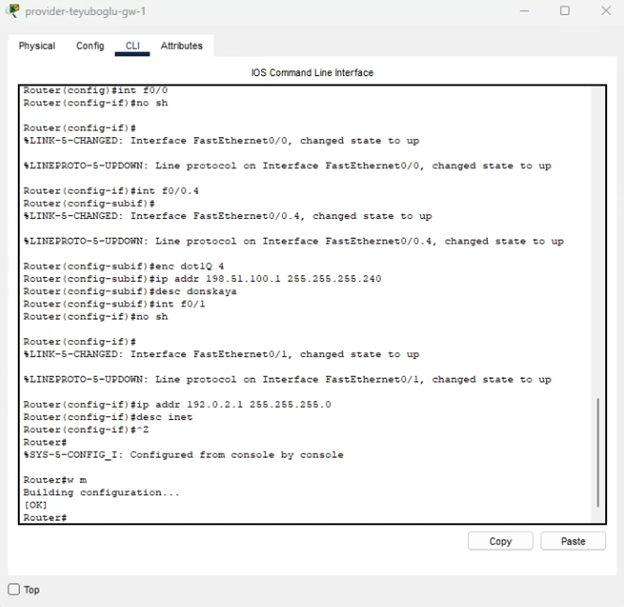 provider-teyuboglu-gw-1
Physical Config CLI Attributes
IOS Command Line Interface
Router(config)#int f0/0
Router(config-if)#no sh
Router(config-if)#
%LINK-5-CHANGED: Interface FastEthernet0/0, changed state to up
%LINEPROTO-5-UPDOWN: Line protocol on Interface FastEthernet0/0, changed state to up
Router(config-if)#int f0/0.4
Router(config-subif)#
%LINK-5-CHANGED: Interface FastEthernet0/0.4, changed state to up
%LINEPROTO-5-UPDOWN: Line protocol on Interface FastEthernet0/0.4, changed state to up
Router(config-subif)#enc dot1Q 4
Router(config-subif)#ip addr 198.51.100.1 255.255.255.240
Router(config-subif)#desc donskaya
Router(config-subif)#int f0/1
Router(config-if)#no sh
Router(config-if)#
%LINK-5-CHANGED: Interface FastEthernet0/1, changed state to up
%LINEPROTO-5-UPDOWN: Line protocol on Interface FastEthernet0/1, changed state to up
Router(config-if)#ip addr 192.0.2.1 255.255.255.0
Router(config-if)#desc inet
Router(config-if)#^Z
Router#
%SYS-5-CONFIG_I: Configured from console by console
Router#w m
Building configuration...
[OK]
Router#
Copy Paste
Top